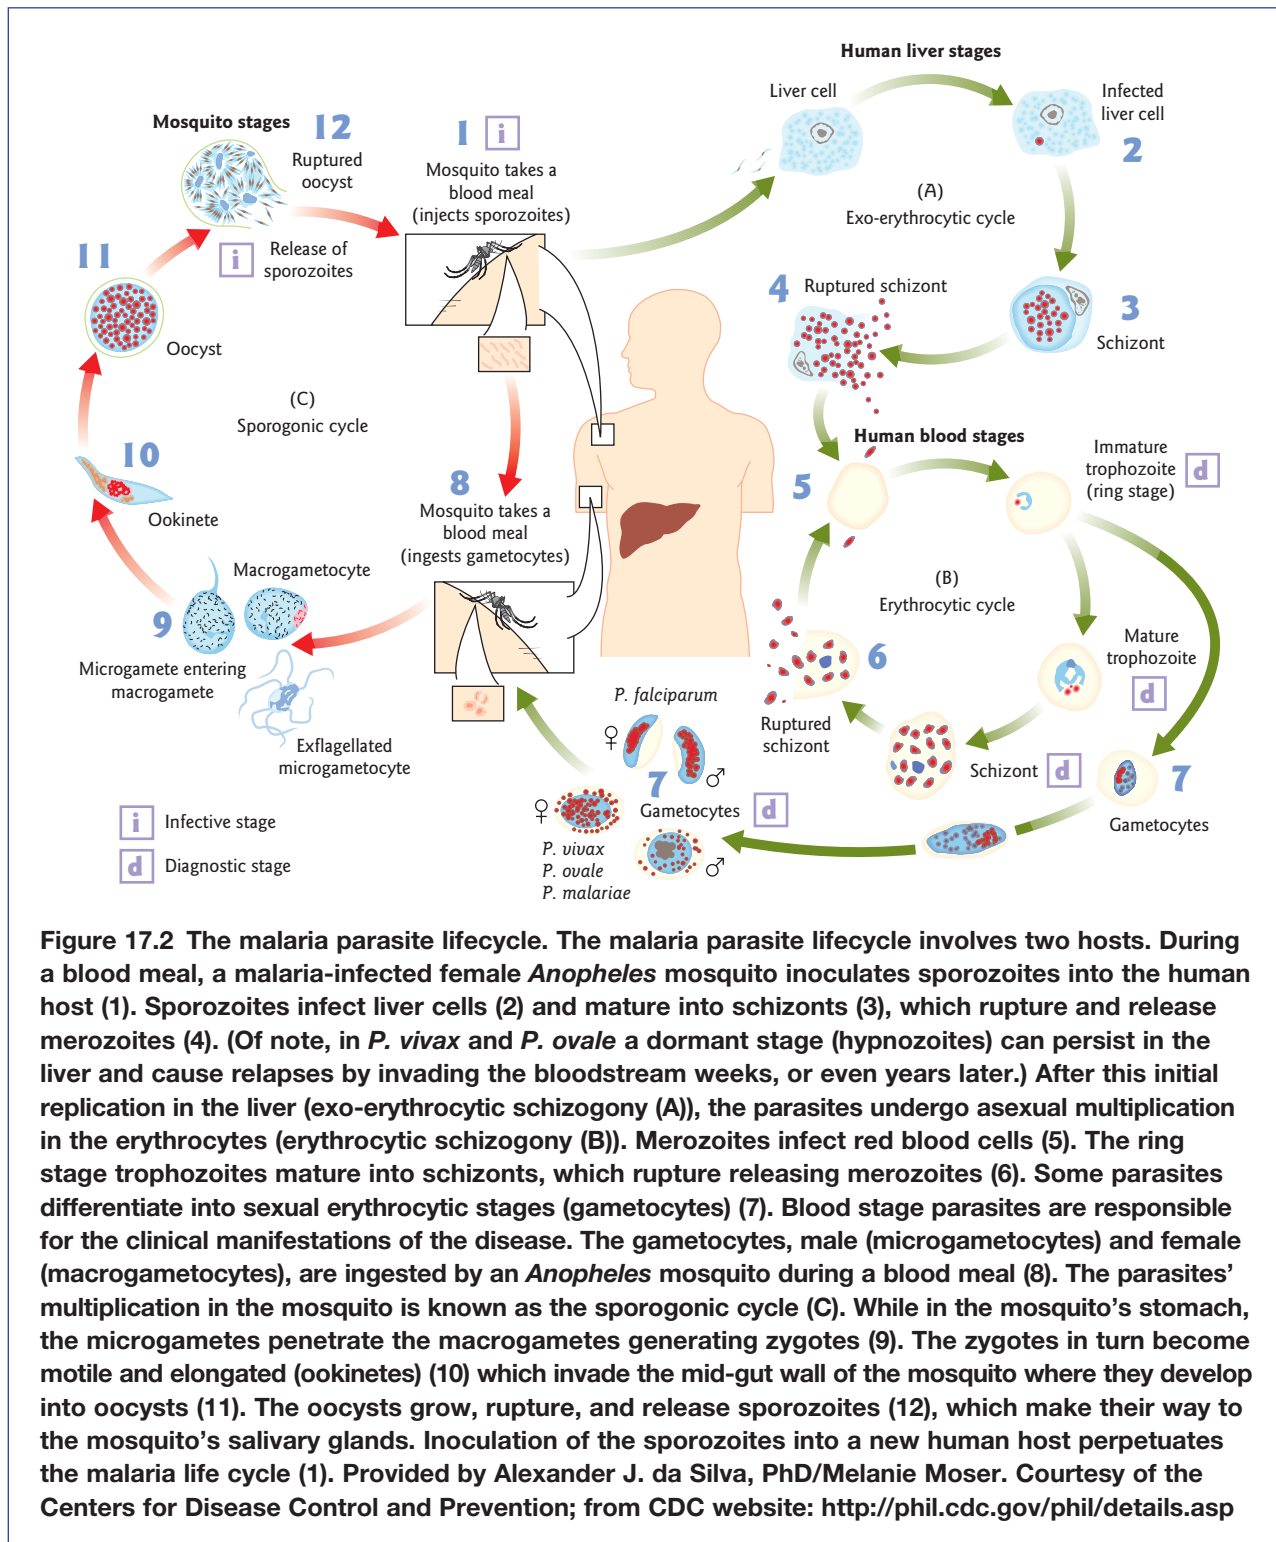 Human liver stages
Liver cell
Infected
liver cell
2
Mosquito stages
12
Ruptured
oocyst
1 i
Mosquito takes a
blood meal
(injects sporozoites)
(A)
Exo-erythrocytic cycle
11
i
Release of
sporozoites
Oocyst
4
Ruptured schizont
3
Schizont
(C)
Sporogonic cycle
10
Ookinete
8
Mosquito takes a
blood meal
(ingests gametocytes)
Human blood stages
5
Immature
trophozoite
(ring stage)
d
Macrogametocyte
9
Microgamete entering
macrogamete
Exflagellated
microgametocyte
(B)
Erythrocytic cycle
6
Ruptured
schizont
Mature
trophozoite
d
Schizont d
7
Gametocytes
P. falciparum
♀
♂
7
Gametocytes d
♀
♂
P. vivax
P. ovale
P. malariae
i Infective stage
d Diagnostic stage
Figure 17.2 The malaria parasite lifecycle. The malaria parasite lifecycle involves two hosts. During
a blood meal, a malaria-infected female Anopheles mosquito inoculates sporozoites into the human
host (1). Sporozoites infect liver cells (2) and mature into schizonts (3), which rupture and release
merozoites (4). (Of note, in P. vivax and P. ovale a dormant stage (hypnozoites) can persist in the
liver and cause relapses by invading the bloodstream weeks, or even years later.) After this initial
replication in the liver (exo-erythrocytic schizogony (A)), the parasites undergo asexual multiplication
in the erythrocytes (erythrocytic schizogony (B)). Merozoites infect red blood cells (5). The ring
stage trophozoites mature into schizonts, which rupture releasing merozoites (6). Some parasites
differentiate into sexual erythrocytic stages (gametocytes) (7). Blood stage parasites are responsible
for the clinical manifestations of the disease. The gametocytes, male (microgametocytes) and female
(macrogametocytes), are ingested by an Anopheles mosquito during a blood meal (8). The parasites’
multiplication in the mosquito is known as the sporogonic cycle (C). While in the mosquito’s stomach,
the microgametes penetrate the macrogametes generating zygotes (9). The zygotes in turn become
motile and elongated (ookinetes) (10) which invade the mid-gut wall of the mosquito where they develop
into oocysts (11). The oocysts grow, rupture, and release sporozoites (12), which make their way to
the mosquito’s salivary glands. Inoculation of the sporozoites into a new human host perpetuates
the malaria life cycle (1). Provided by Alexander J. da Silva, PhD/Melanie Moser. Courtesy of the
Centers for Disease Control and Prevention; from CDC website: http://phil.cdc.gov/phil/details.asp